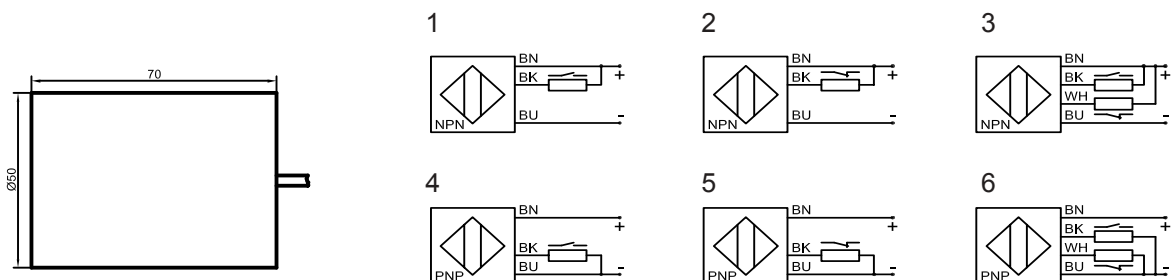 70
Ø50
1
BN
BK
BU
NPN
+
-
2
BN
BK
BU
NPN
+
-
3
BN
BK
WH
BU
NPN
+
-
4
BN
BK
BU
PNP
+
-
5
BN
BK
BU
PNP
+
-
6
BN
BK
WH
BU
PNP
+
-